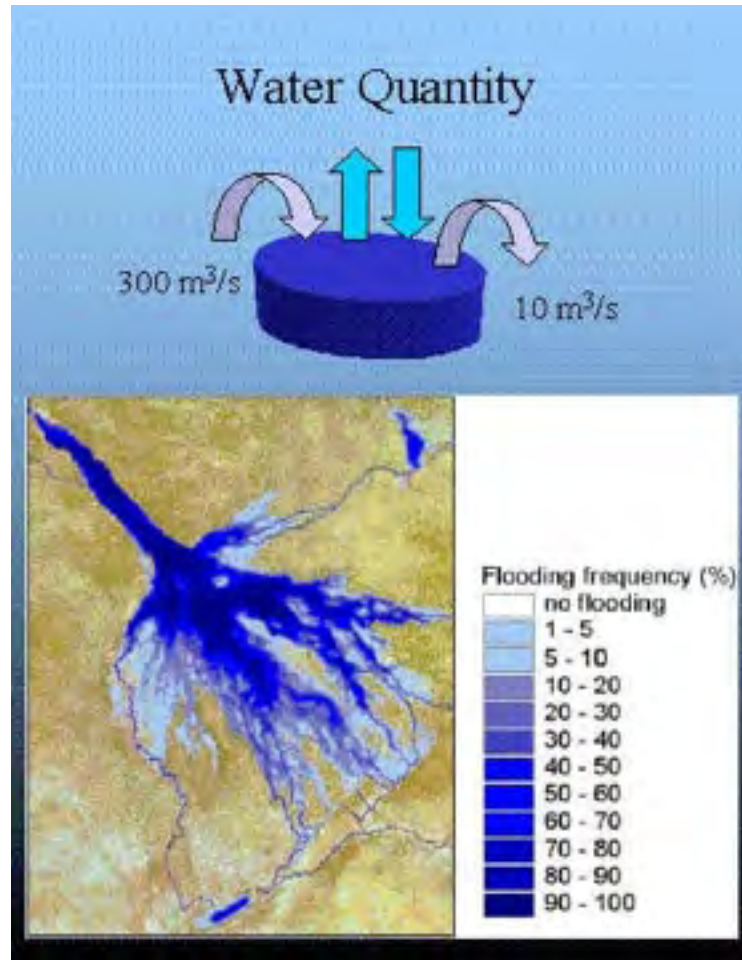 Water Quantity
300 m³/s
10 m³/s
Flooding frequency (%)
no flooding
1 - 5
5 - 10
10 - 20
20 - 30
30 - 40
40 - 50
50 - 60
60 - 70
70 - 80
80 - 90
90 - 100